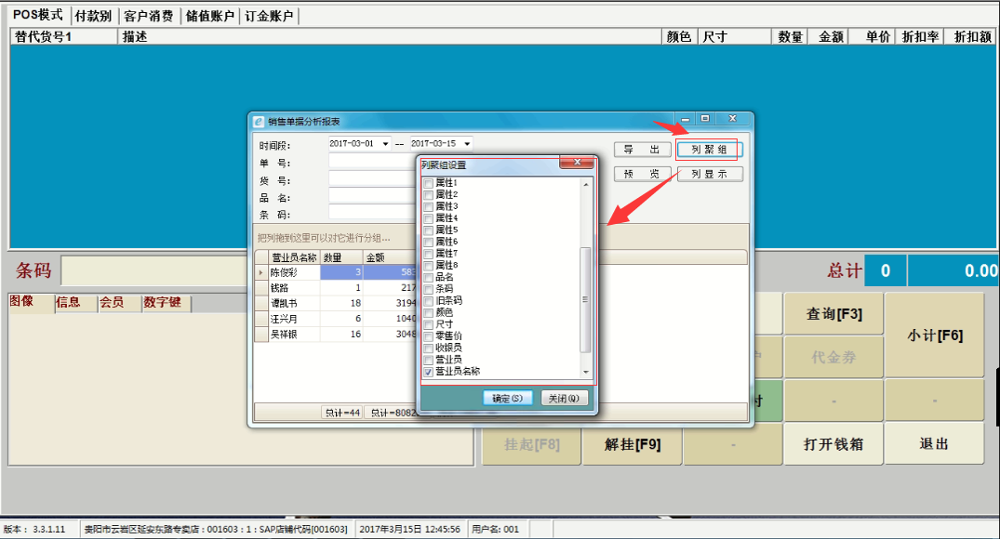 POS模式 付款别 客户消费 储值账户 订金账户
替代货号1 描述 颜色 尺寸 数量 金额 单价 折扣率 折扣额
销售单据分析报表
时间段: 2017-03-01 -- 2017-03-15
单 号:
货 号:
品 名:
条 码:
导 出 列聚组
预 览 列显示
把列拖到这里可以对它进行分组...
营业员名称 数量 金额
陈俊彩 3 583
钱路 1 217
谭凯书 18 3194
汪兴月 6 1040
吴祥银 16 3048
总计=44 总计=8082
列聚组设置
属性1
属性2
属性3
属性4
属性5
属性6
属性7
属性8
品名
条码
旧条码
颜色
尺寸
零售价
收银员
营业员
营业员名称
确定(S) 关闭(Q)
条码 总计 0 0.00
图像 信息 会员 数字键
查询[F3] 小计[F6]
代金券
- -
挂起[F8] 解挂[F9] - 打开钱箱 退出
版本: 3.3.1.11 贵阳市云岩区延安东路专卖店:001603:1:SAP店铺代码[001603] 2017年3月15日 12:45:56 用户名: 001